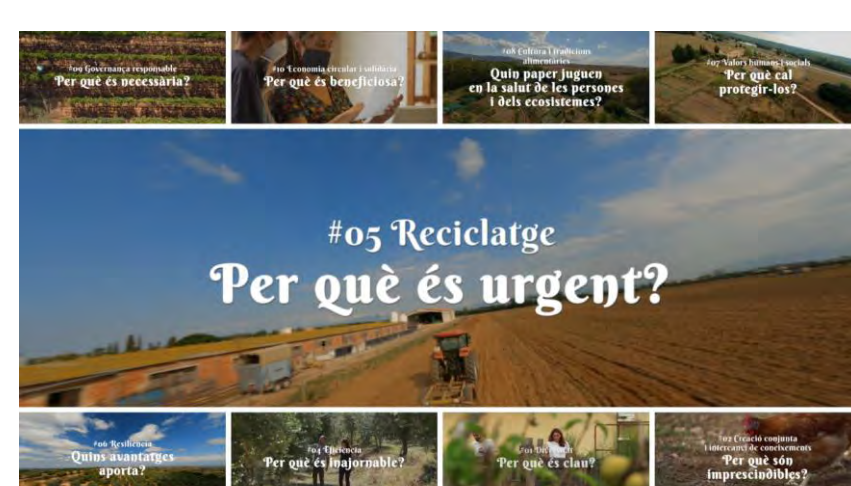 #09 Governança responsable
Per què és necessària?
#10 Economia circular i solidària
Per què és beneficiosa?
#08 Cultura i tradicions
alimentàries
Quin paper juguen
en la salut de les persones
i dels ecosistemes?
#07 Valors humans i socials
Per què cal
protegir-los?
#05 Reciclatge
Per què és urgent?
#06 Resiliència
Quins avantatges
aporta?
#04 Eficiència
Per què és inajornable?
#01
Per què és clau?
#02 Creació conjunta
i intercanvi de coneixements
Per què són
imprescindibles?